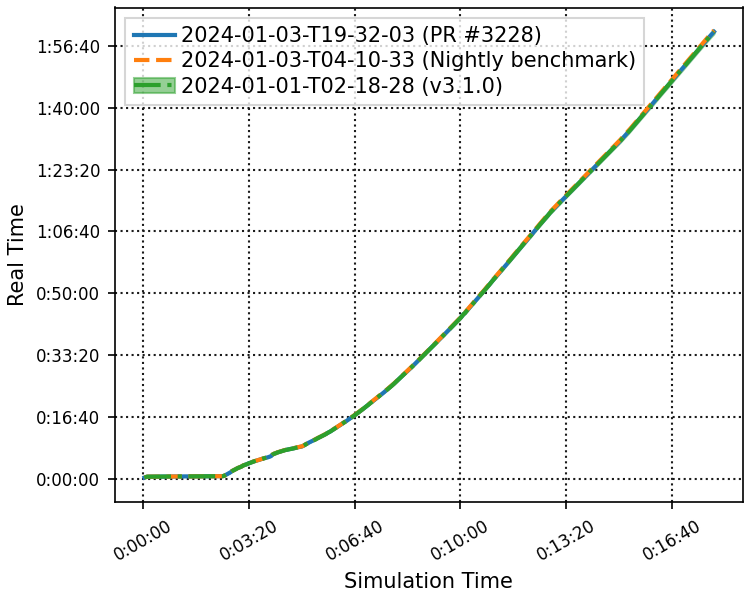 2024-01-03-T19-32-03 (PR #3228)
2024-01-03-T04-10-33 (Nightly benchmark)
2024-01-01-T02-18-28 (v3.1.0)
Real Time
1:56:40
1:40:00
1:23:20
1:06:40
0:50:00
0:33:20
0:16:40
0:00:00
0:00:00
0:03:20
0:06:40
0:10:00
0:13:20
0:16:40
Simulation Time